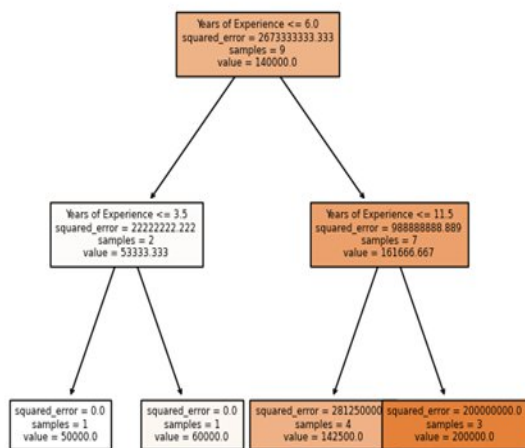 Years of Experience <= 6.0
squared_error = 2673333333.333
samples = 9
value = 140000.0
Years of Experience <= 3.5
squared_error = 22222222.222
samples = 2
value = 53333.333
Years of Experience <= 11.5
squared_error = 988888888.889
samples = 7
value = 161666.667
squared_error = 0.0
samples = 1
value = 50000.0
squared_error = 0.0
samples = 1
value = 60000.0
squared_error = 281250000
samples = 4
value = 142500.0
squared_error = 200000000.0
samples = 3
value = 200000.0